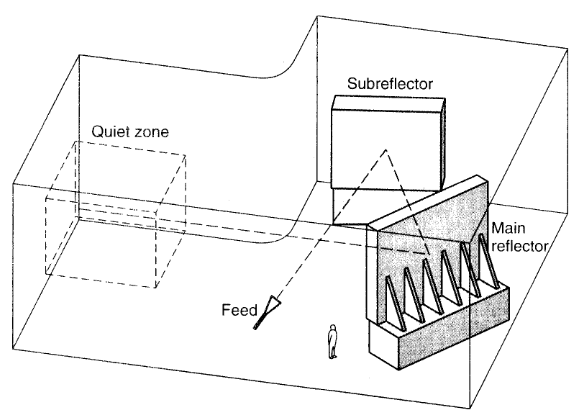 Subreflector
Quiet zone
Main
reflector
Feed